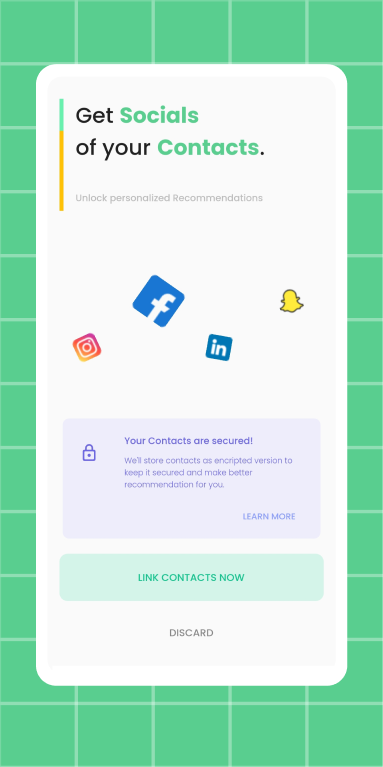 Get Socials
of your Contacts.
Unlock personalized Recommendations
Your Contacts are secured!
We'll store contacts as encripted version to
keep it secured and make better
recommendation for you.
LEARN MORE
LINK CONTACTS NOW
DISCARD